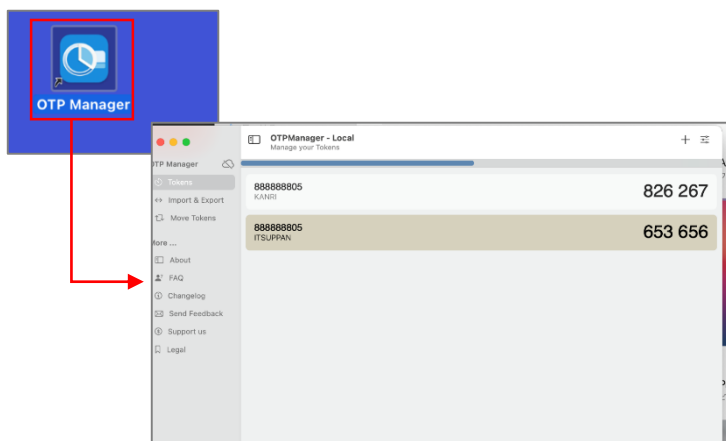 OTP Manager
OTPManager - Local
Manage your Tokens
OTP Manager
Tokens
Import & Export
Move Tokens
More ...
About
FAQ
Changelog
Send Feedback
Support us
Legal
888888805
KANRI
826 267
888888805
ITSUPPAN
653 656